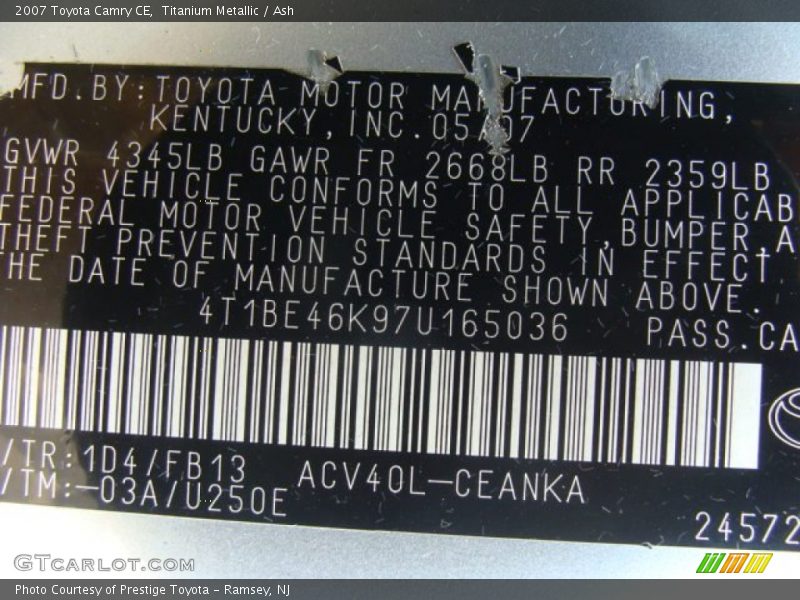 2007 Toyota Camry CE,  Titanium Metallic / Ash
MFD.BY:TOYOTA MOTOR MANUFACTURING,
KENTUCKY,INC.05/07
GVWR 4345LB GAWR FR 2668LB RR 2359LB
THIS VEHICLE CONFORMS TO ALL APPLICAB
FEDERAL MOTOR VEHICLE SAFETY,BUMPER,A
THEFT PREVENTION STANDARDS IN EFFECT
THE DATE OF MANUFACTURE SHOWN ABOVE.
4T1BE46K97U165036 PASS.CA
/TR:1D4/FB13 ACV40L-CEANKA
/TM:-03A/U250E
24572
GTCARLOT.COM
Photo Courtesy of Prestige Toyota - Ramsey, NJ